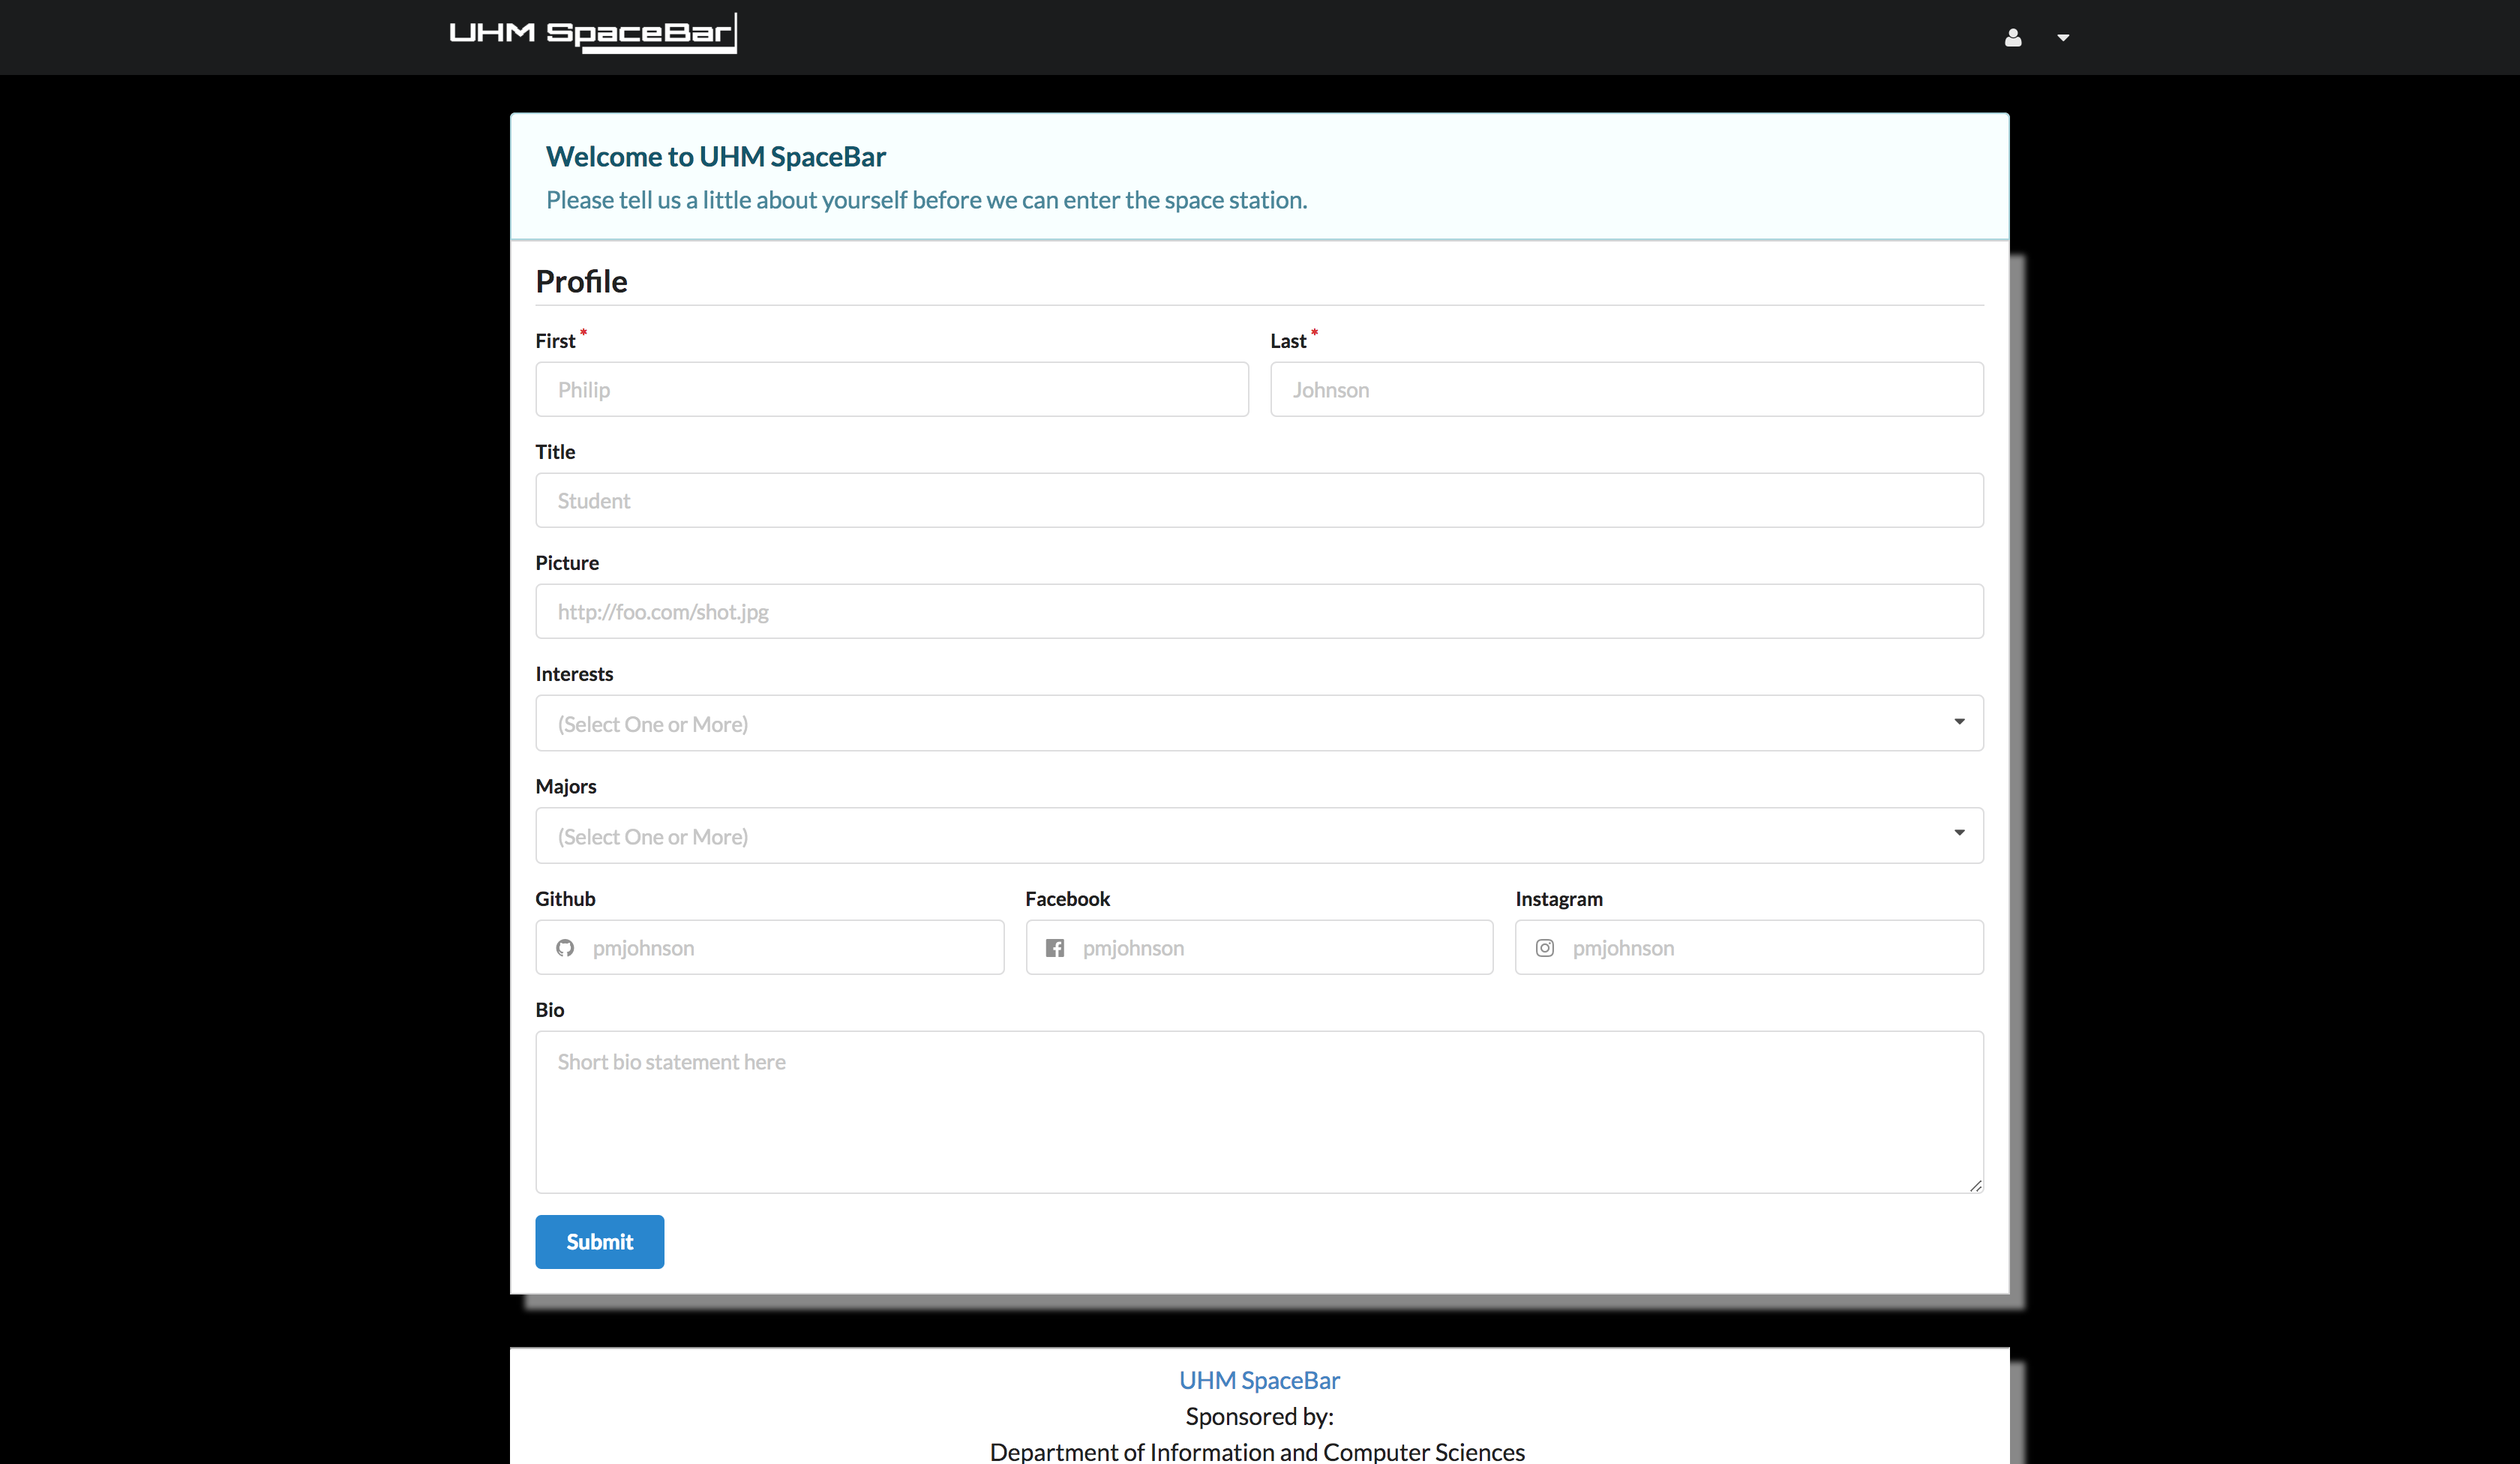 UHM SpaceBar
Welcome to UHM SpaceBar
Please tell us a little about yourself before we can enter the space station.
Profile
First * Last *
Philip Johnson
Title
Student
Picture
http://foo.com/shot.jpg
Interests
(Select One or More)
Majors
(Select One or More)
Github Facebook Instagram
pmjohnson pmjohnson pmjohnson
Bio
Short bio statement here
Submit
UHM SpaceBar
Sponsored by:
Department of Information and Computer Sciences